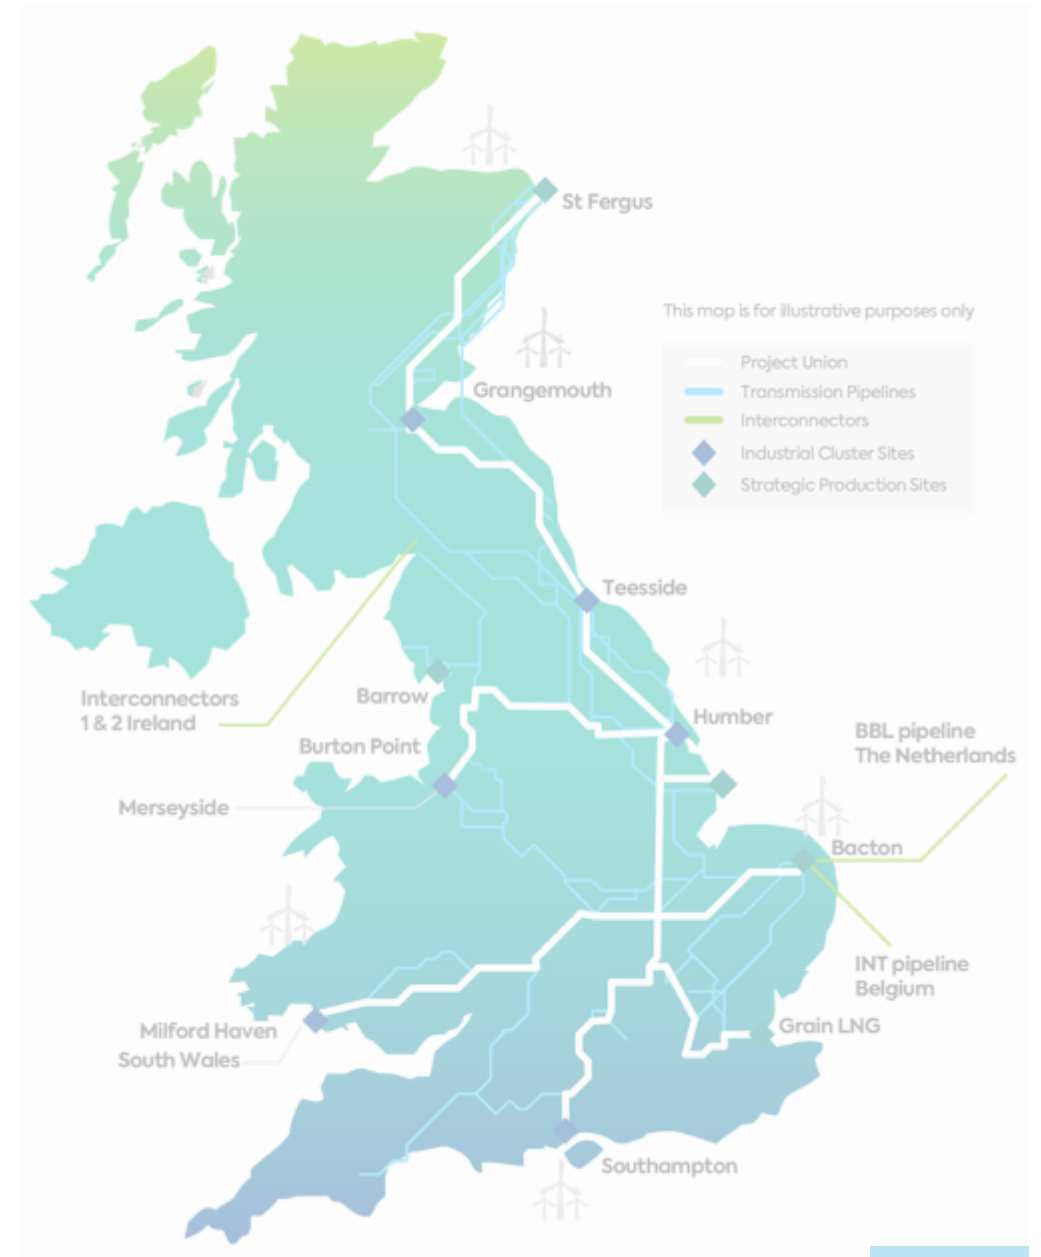 St Fergus
This map is for illustrative purposes only
Project Union
Transmission Pipelines
Interconnectors
Industrial Cluster Sites
Strategic Production Sites
Grangemouth
Teesside
Interconnectors
1 & 2 Ireland
Barrow
Humber
Burton Point
BBL pipeline
The Netherlands
Merseyside
Bacton
INT pipeline
Belgium
Milford Haven
South Wales
Grain LNG
Southampton